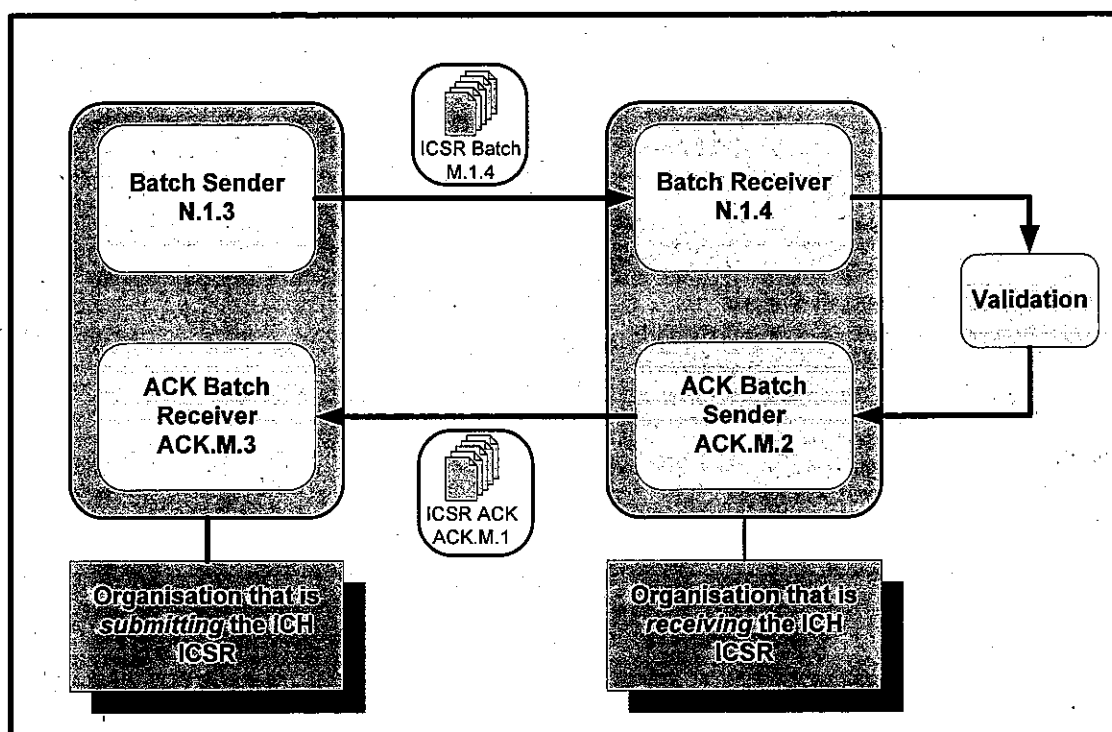 ICSR Batch
M.1.4
Batch Sender
N.1.3
Batch Receiver
N.1.4
Validation
ACK Batch
Receiver
ACK.M.3
ACK Batch
Sender
ACK.M.2
ICSR ACK
ACK.M.1
Organisation that is
submitting the ICH
ICSR
Organisation that is
receiving the ICH
ICSR